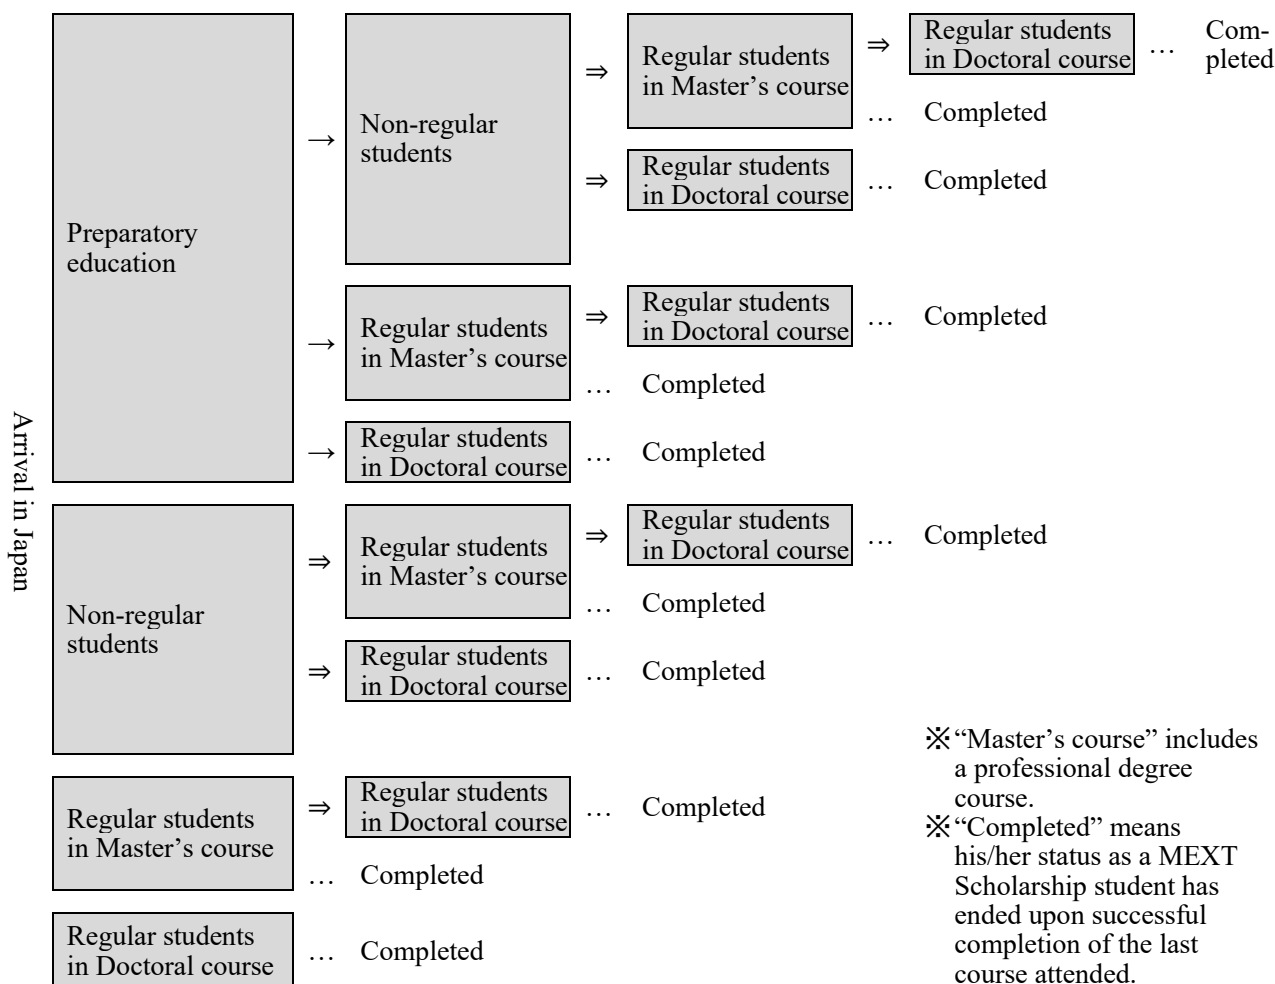 Arrival in Japan
Preparatory
education
→
Non-regular
students
⇒
Regular students
in Master’s course
⇒
Regular students
in Doctoral course
…
Com-
pleted
…
Completed
⇒
Regular students
in Doctoral course
…
Completed
→
Regular students
in Master’s course
⇒
Regular students
in Doctoral course
…
Completed
…
Completed
→
Regular students
in Doctoral course
…
Completed
Non-regular
students
⇒
Regular students
in Master’s course
⇒
Regular students
in Doctoral course
…
Completed
…
Completed
⇒
Regular students
in Doctoral course
…
Completed
Regular students
in Master’s course
⇒
Regular students
in Doctoral course
…
Completed
…
Completed
Regular students
in Doctoral course
…
Completed
※“Master’s course” includes
a professional degree
course.
※“Completed” means
his/her status as a MEXT
Scholarship student has
ended upon successful
completion of the last
course attended.